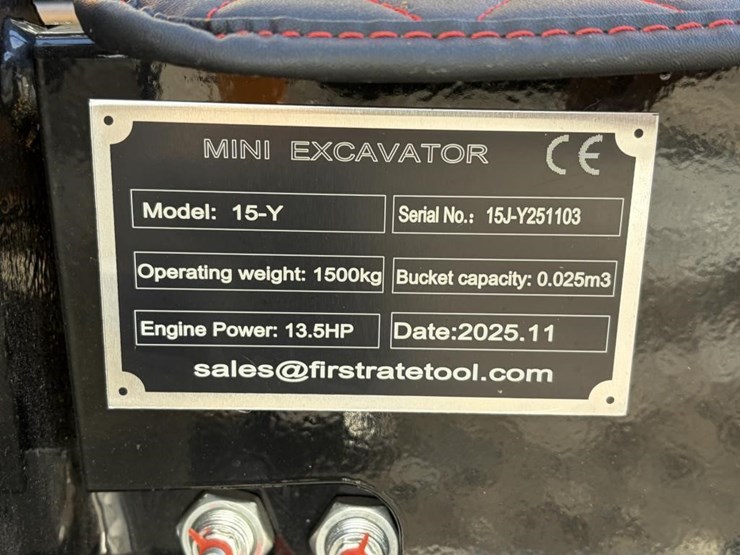 MINI EXCAVATOR CE
Model: 15-Y Serial No.: 15J-Y251103
Operating weight: 1500kg Bucket capacity: 0.025m3
Engine Power: 13.5HP Date:2025.11
sales@firstratetool.com